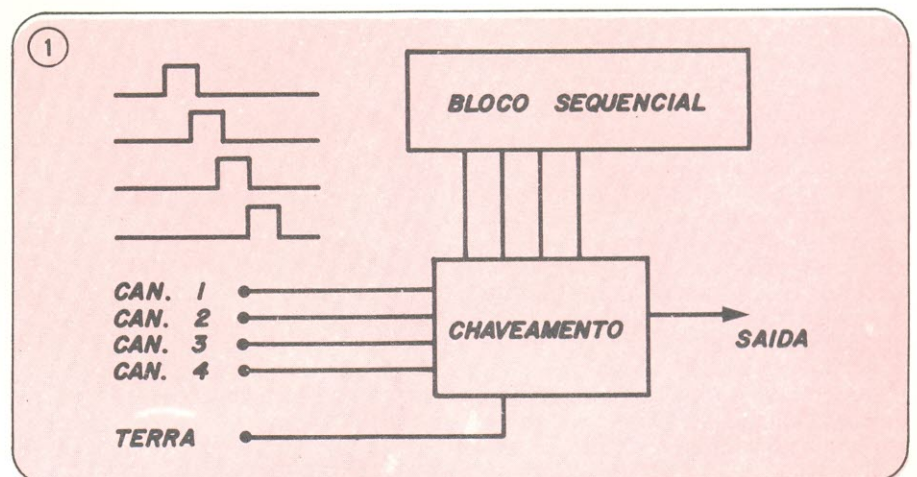 1
BLOCO SEQUENCIAL
CAN. 1
CAN. 2
CAN. 3
CAN. 4
CHAVEAMENTO
SAIDA
TERRA